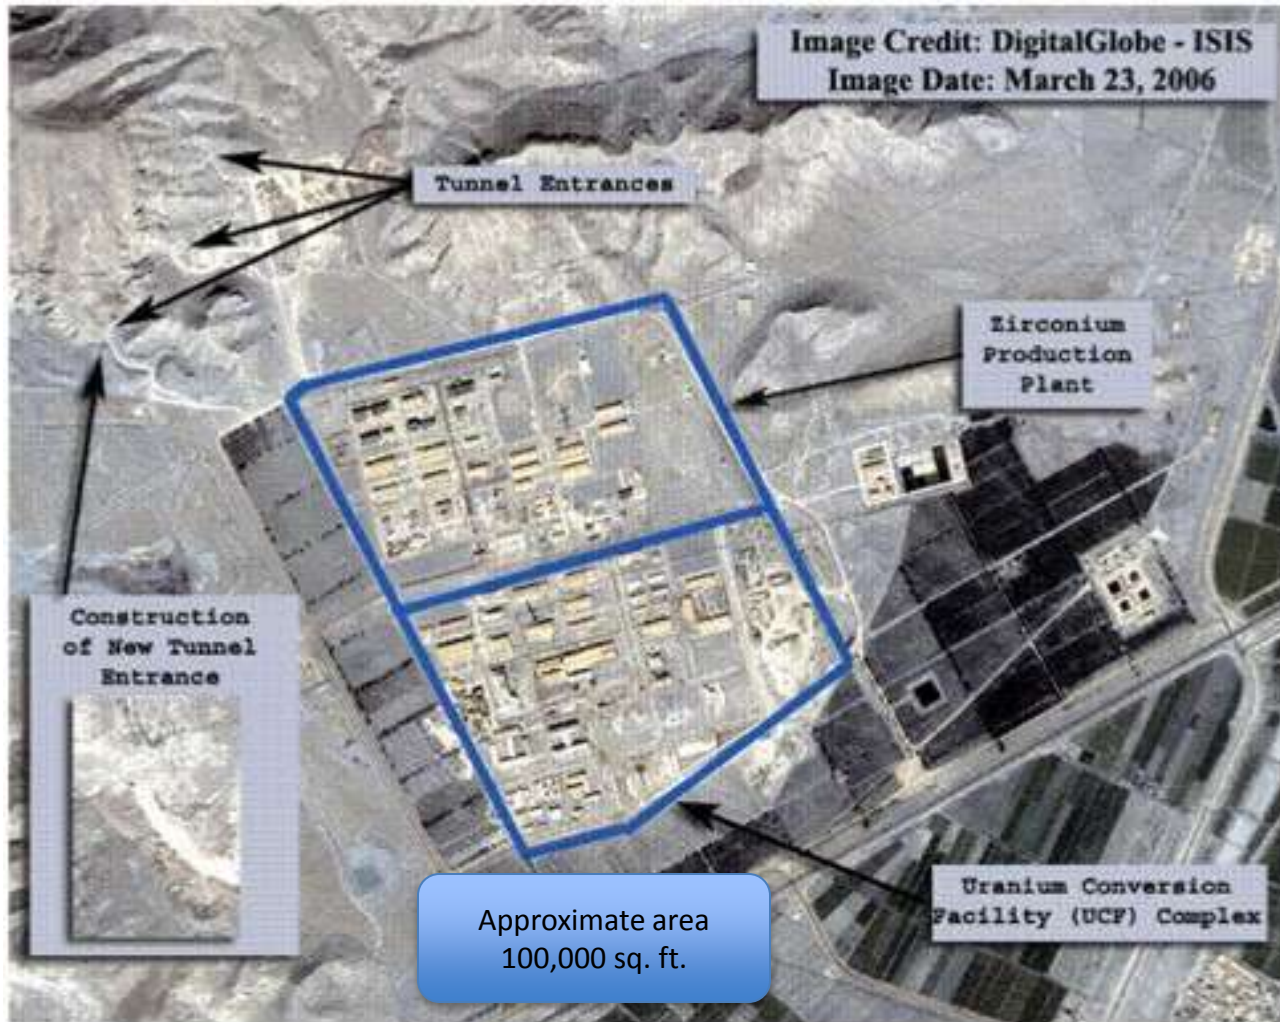 Image Credit: DigitalGlobe - ISIS
Image Date: March 23, 2006
Tunnel Entrances
Zirconium
Production
Plant
Construction
of New Tunnel
Entrance
Approximate area
100,000 sq. ft.
Uranium Conversion
Facility (UCF) Complex